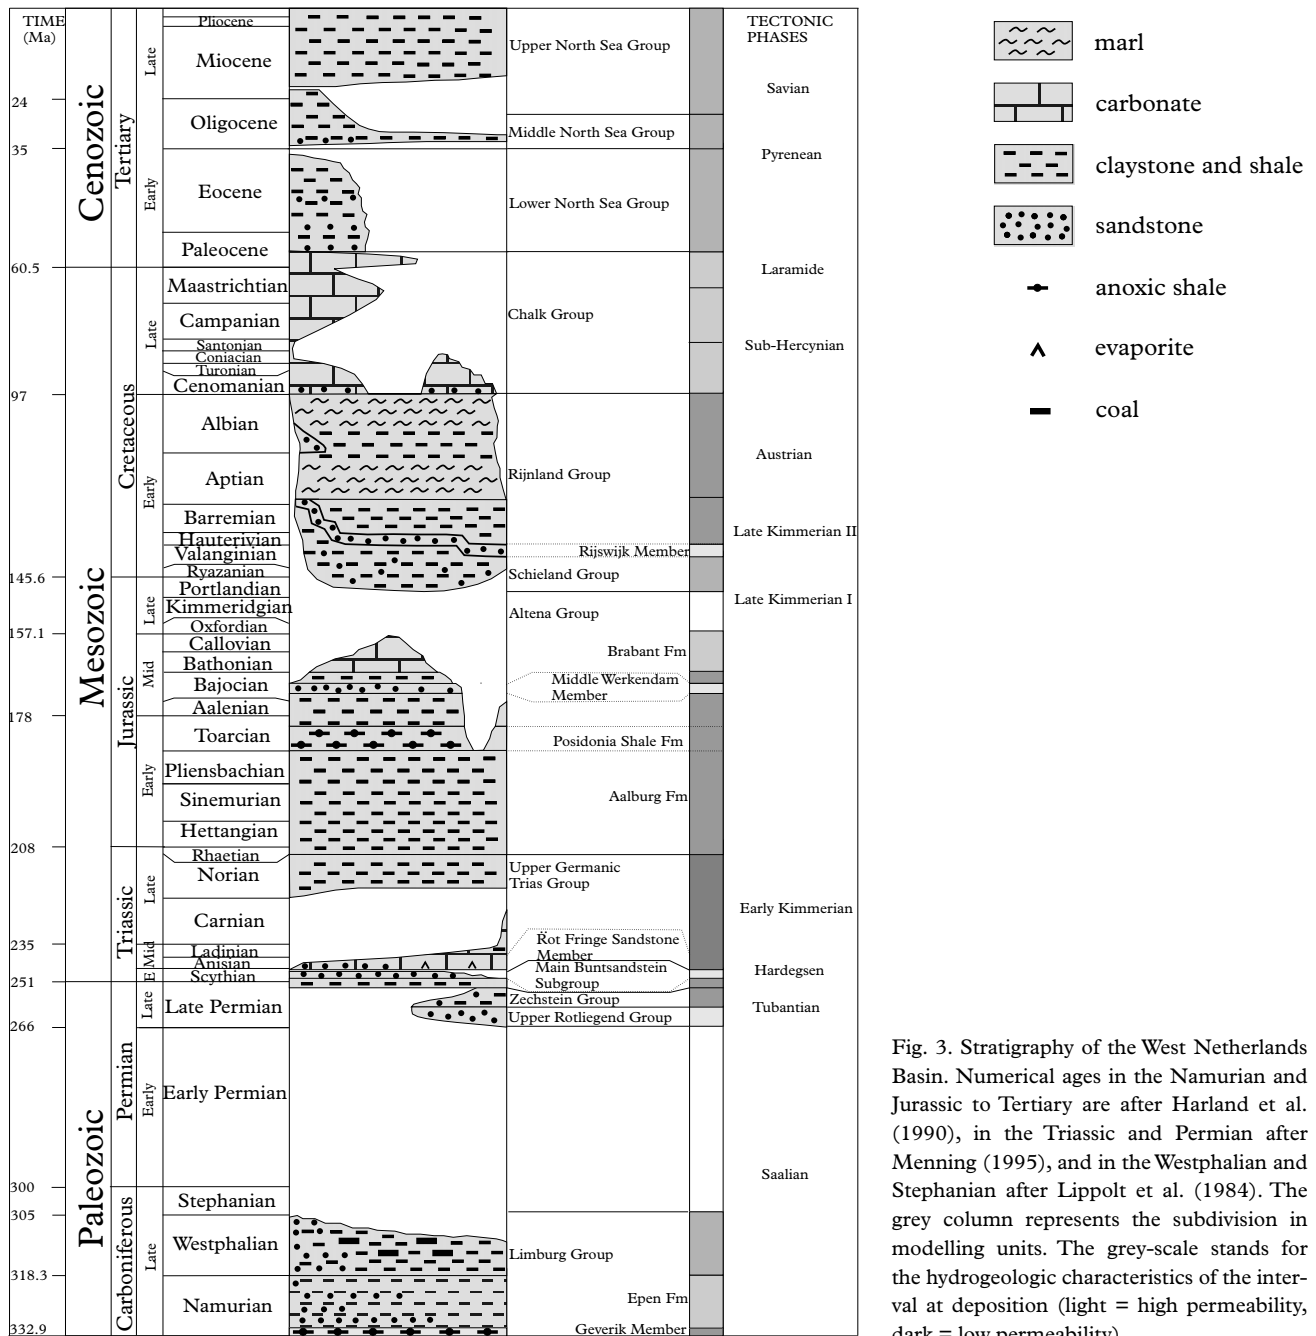 TIME
(Ma)
24
35
60.5
97
145.6
157.1
178
208
235
251
266
300
305
318.3
332.9
Cenozoic
Mesozoic
Paleozoic
Tertiary
Cretaceous
Jurassic
Triassic
Permian
Carboniferous
Late
Early
Late
Early
Late
Mid
Early
Late
Mid
E
Late
Early
Late
Pliocene
Miocene
Oligocene
Eocene
Paleocene
Maastrichtian
Campanian
Santonian
Coniacian
Turonian
Cenomanian
Albian
Aptian
Barremian
Hauterivian
Valanginian
Ryazanian
Portlandian
Kimmeridgian
Oxfordian
Callovian
Bathonian
Bajocian
Aalenian
Toarcian
Pliensbachian
Sinemurian
Hettangian
Rhaetian
Norian
Carnian
Ladinian
Anisian
Scythian
Late Permian
Early Permian
Stephanian
Westphalian
Namurian
Upper North Sea Group
Middle North Sea Group
Lower North Sea Group
Chalk Group
Rijnland Group
Rijswijk Member
Schieland Group
Altena Group
Brabant Fm
Middle Werkendam
Member
Posidonia Shale Fm
Aalburg Fm
Upper Germanic
Trias Group
Röt Fringe Sandstone
Member
Main Buntsandstein
Subgroup
Zechstein Group
Upper Rotliegend Group
Limburg Group
Epen Fm
Geverik Member
TECTONIC
PHASES
Savian
Pyrenean
Laramide
Sub-Hercynian
Austrian
Late Kimmerian II
Late Kimmerian I
Early Kimmerian
Hardegsen
Tubantian
Saalian
marl
carbonate
claystone and shale
sandstone
anoxic shale
evaporite
coal
Fig. 3. Stratigraphy of the West Netherlands
Basin. Numerical ages in the Namurian and
Jurassic to Tertiary are after Harland et al.
(1990), in the Triassic and Permian after
Menning (1995), and in the Westphalian and
Stephanian after Lippolt et al. (1984). The
grey column represents the subdivision in
modelling units. The grey-scale stands for
the hydrogeologic characteristics of the inter-
val at deposition (light = high permeability,
dark = low permeability)